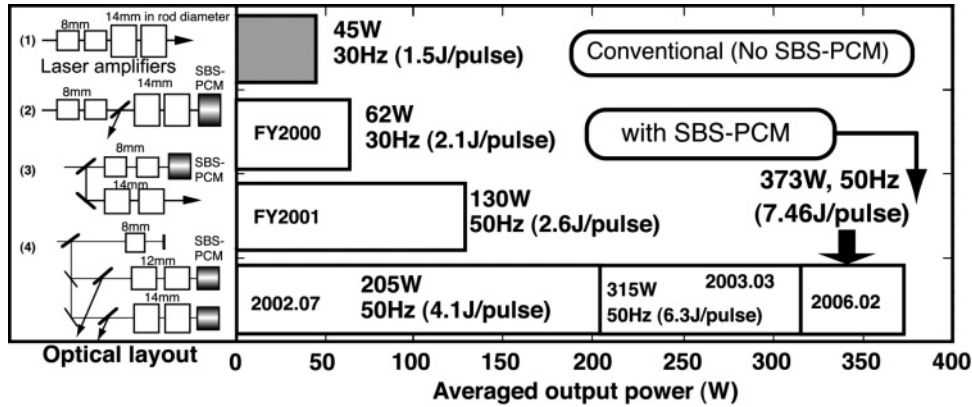 14mm in rod diameter
8mm
(1)
Laser amplifiers
SBS-
PCM
14mm
8mm
(2)
8mm
SBS-
PCM
(3)
14mm
8mm
SBS-
PCM
(4)
12mm
14mm
Optical layout
45W
30Hz (1.5J/pulse)
Conventional (No SBS-PCM)
FY2000
62W
30Hz (2.1J/pulse)
with SBS-PCM
FY2001
130W
50Hz (2.6J/pulse)
373W, 50Hz
(7.46J/pulse)
2002.07
205W
50Hz (4.1J/pulse)
2003.03
315W
50Hz (6.3J/pulse)
2006.02
0 50 100 150 200 250 300 350 400
Averaged output power (W)